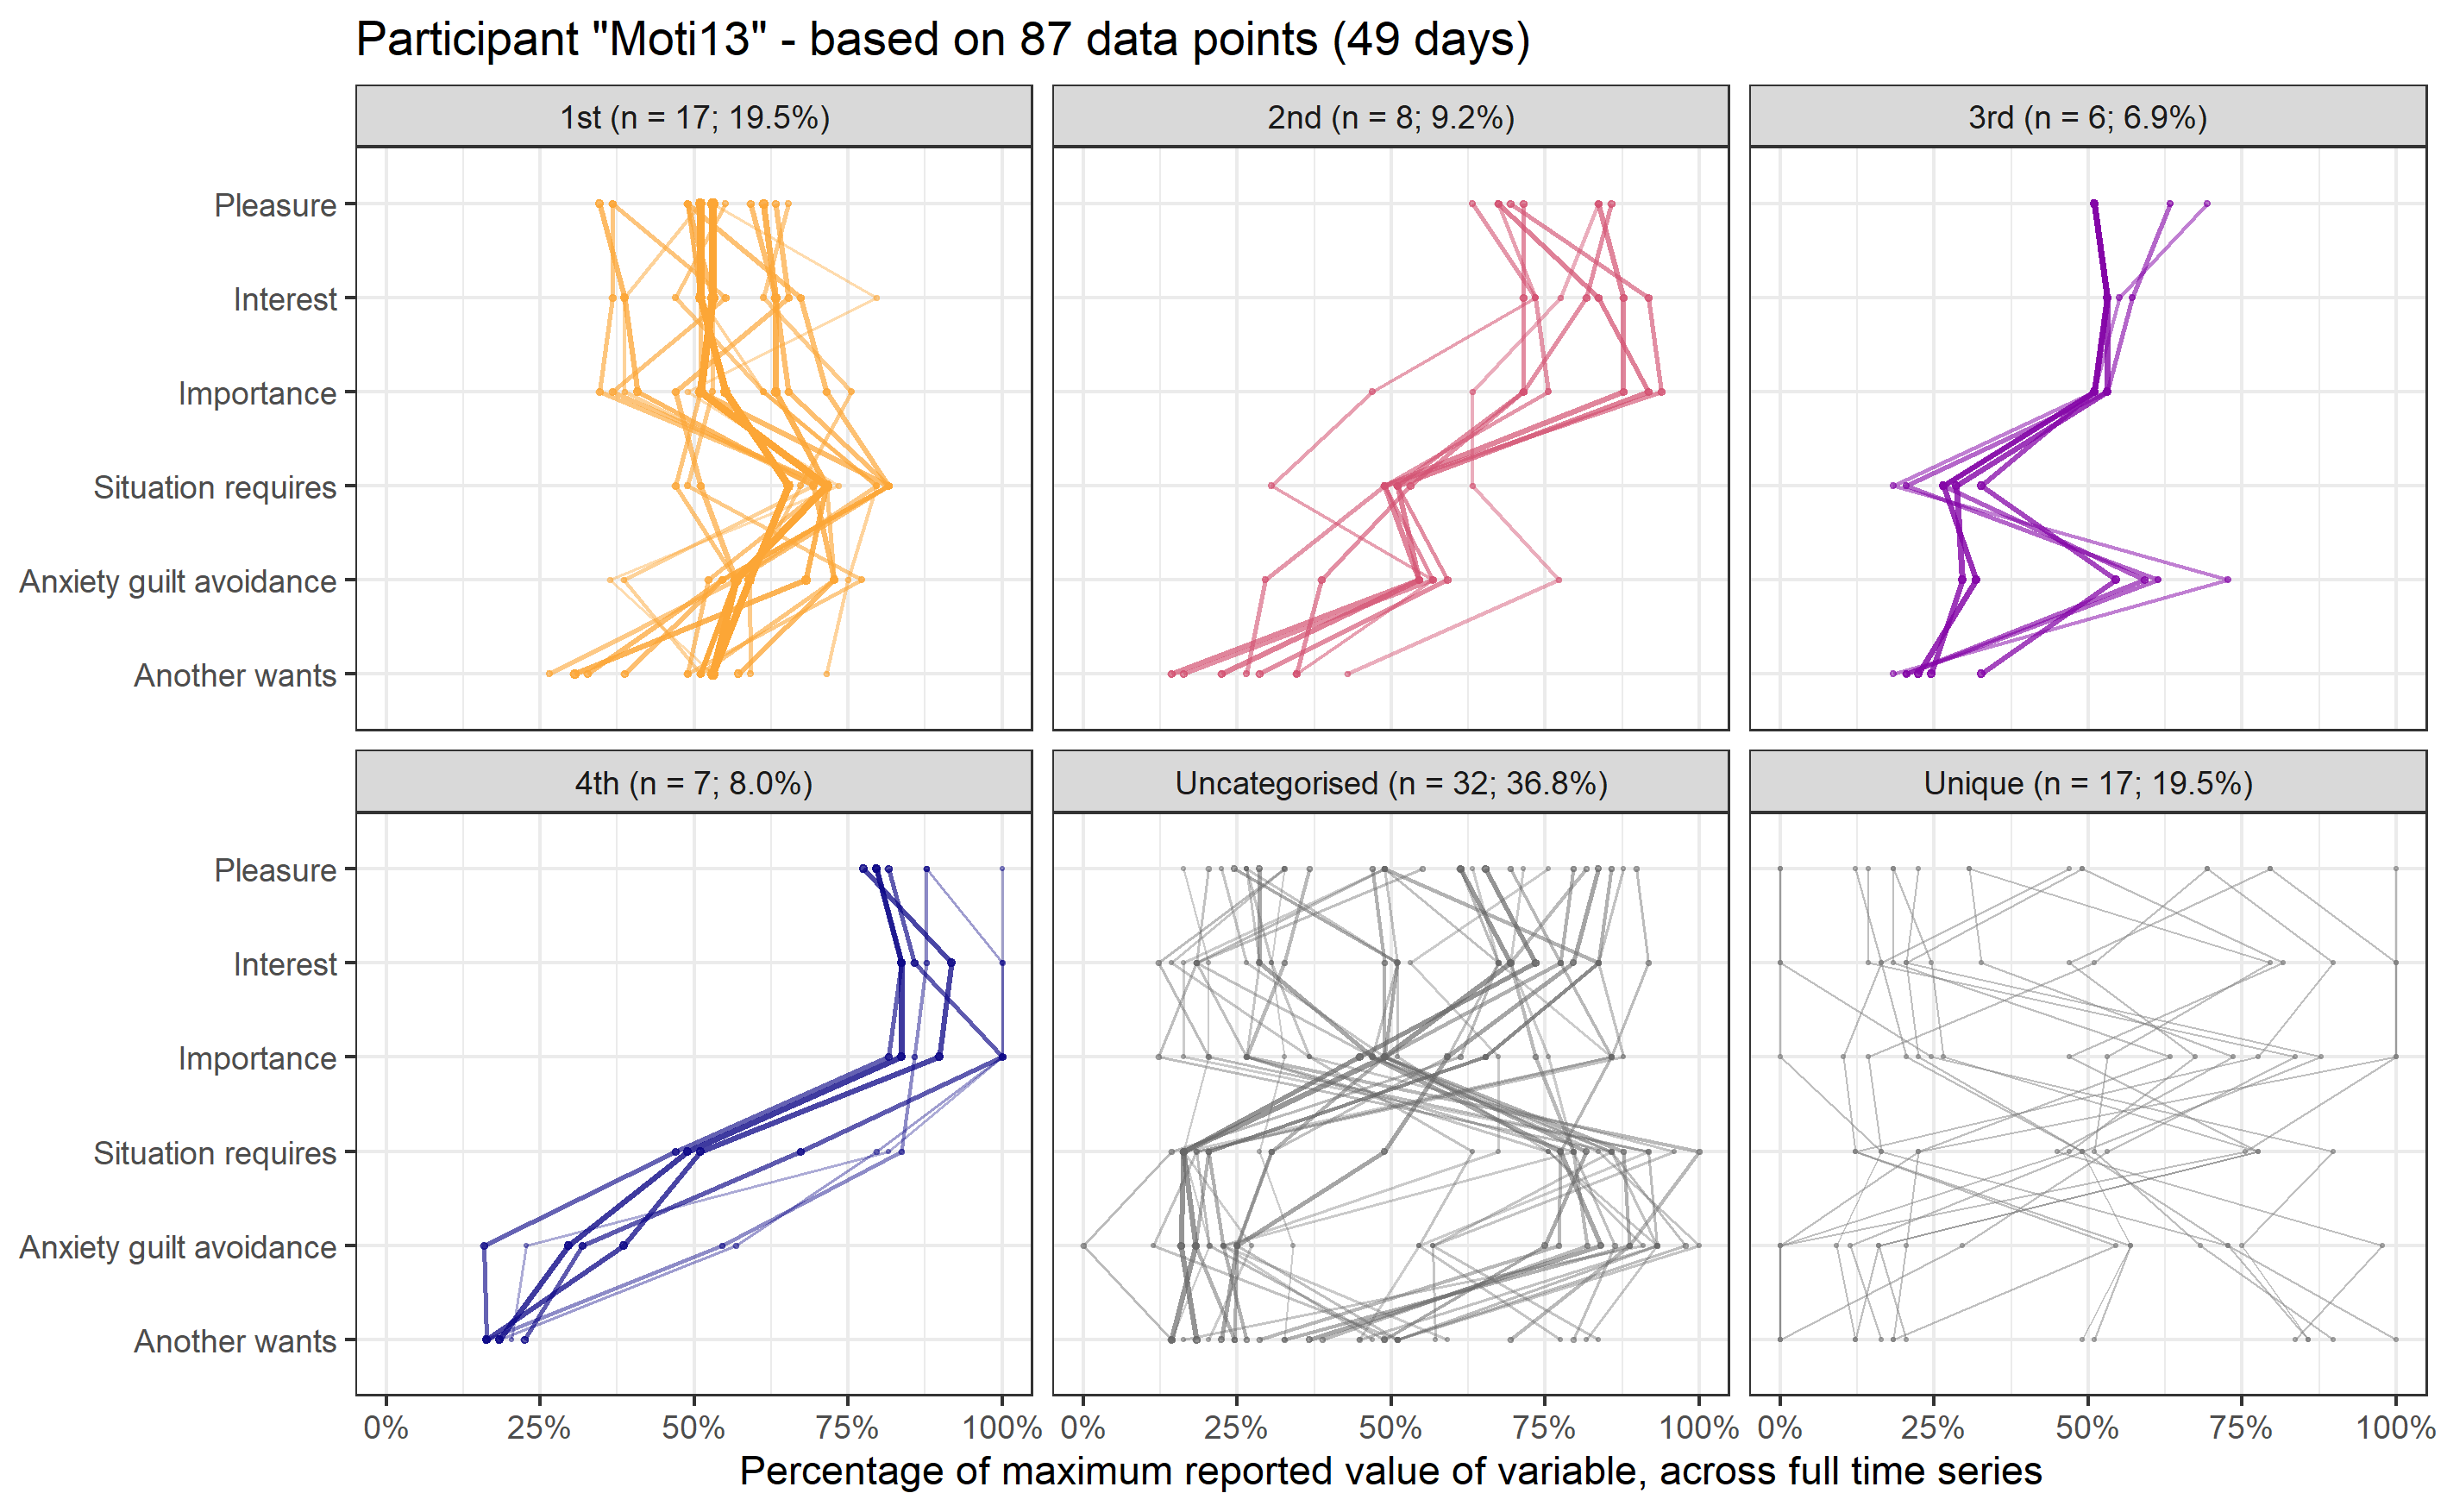 Participant "Moti13" - based on 87 data points (49 days)
1st (n = 17; 19.5%)
2nd (n = 8; 9.2%)
3rd (n = 6; 6.9%)
Pleasure
Interest
Importance
Situation requires
Anxiety guilt avoidance
Another wants
4th (n = 7; 8.0%)
Uncategorised (n = 32; 36.8%)
Unique (n = 17; 19.5%)
Pleasure
Interest
Importance
Situation requires
Anxiety guilt avoidance
Another wants
0% 25% 50% 75% 100% 0% 25% 50% 75% 100% 0% 25% 50% 75% 100%
Percentage of maximum reported value of variable, across full time series